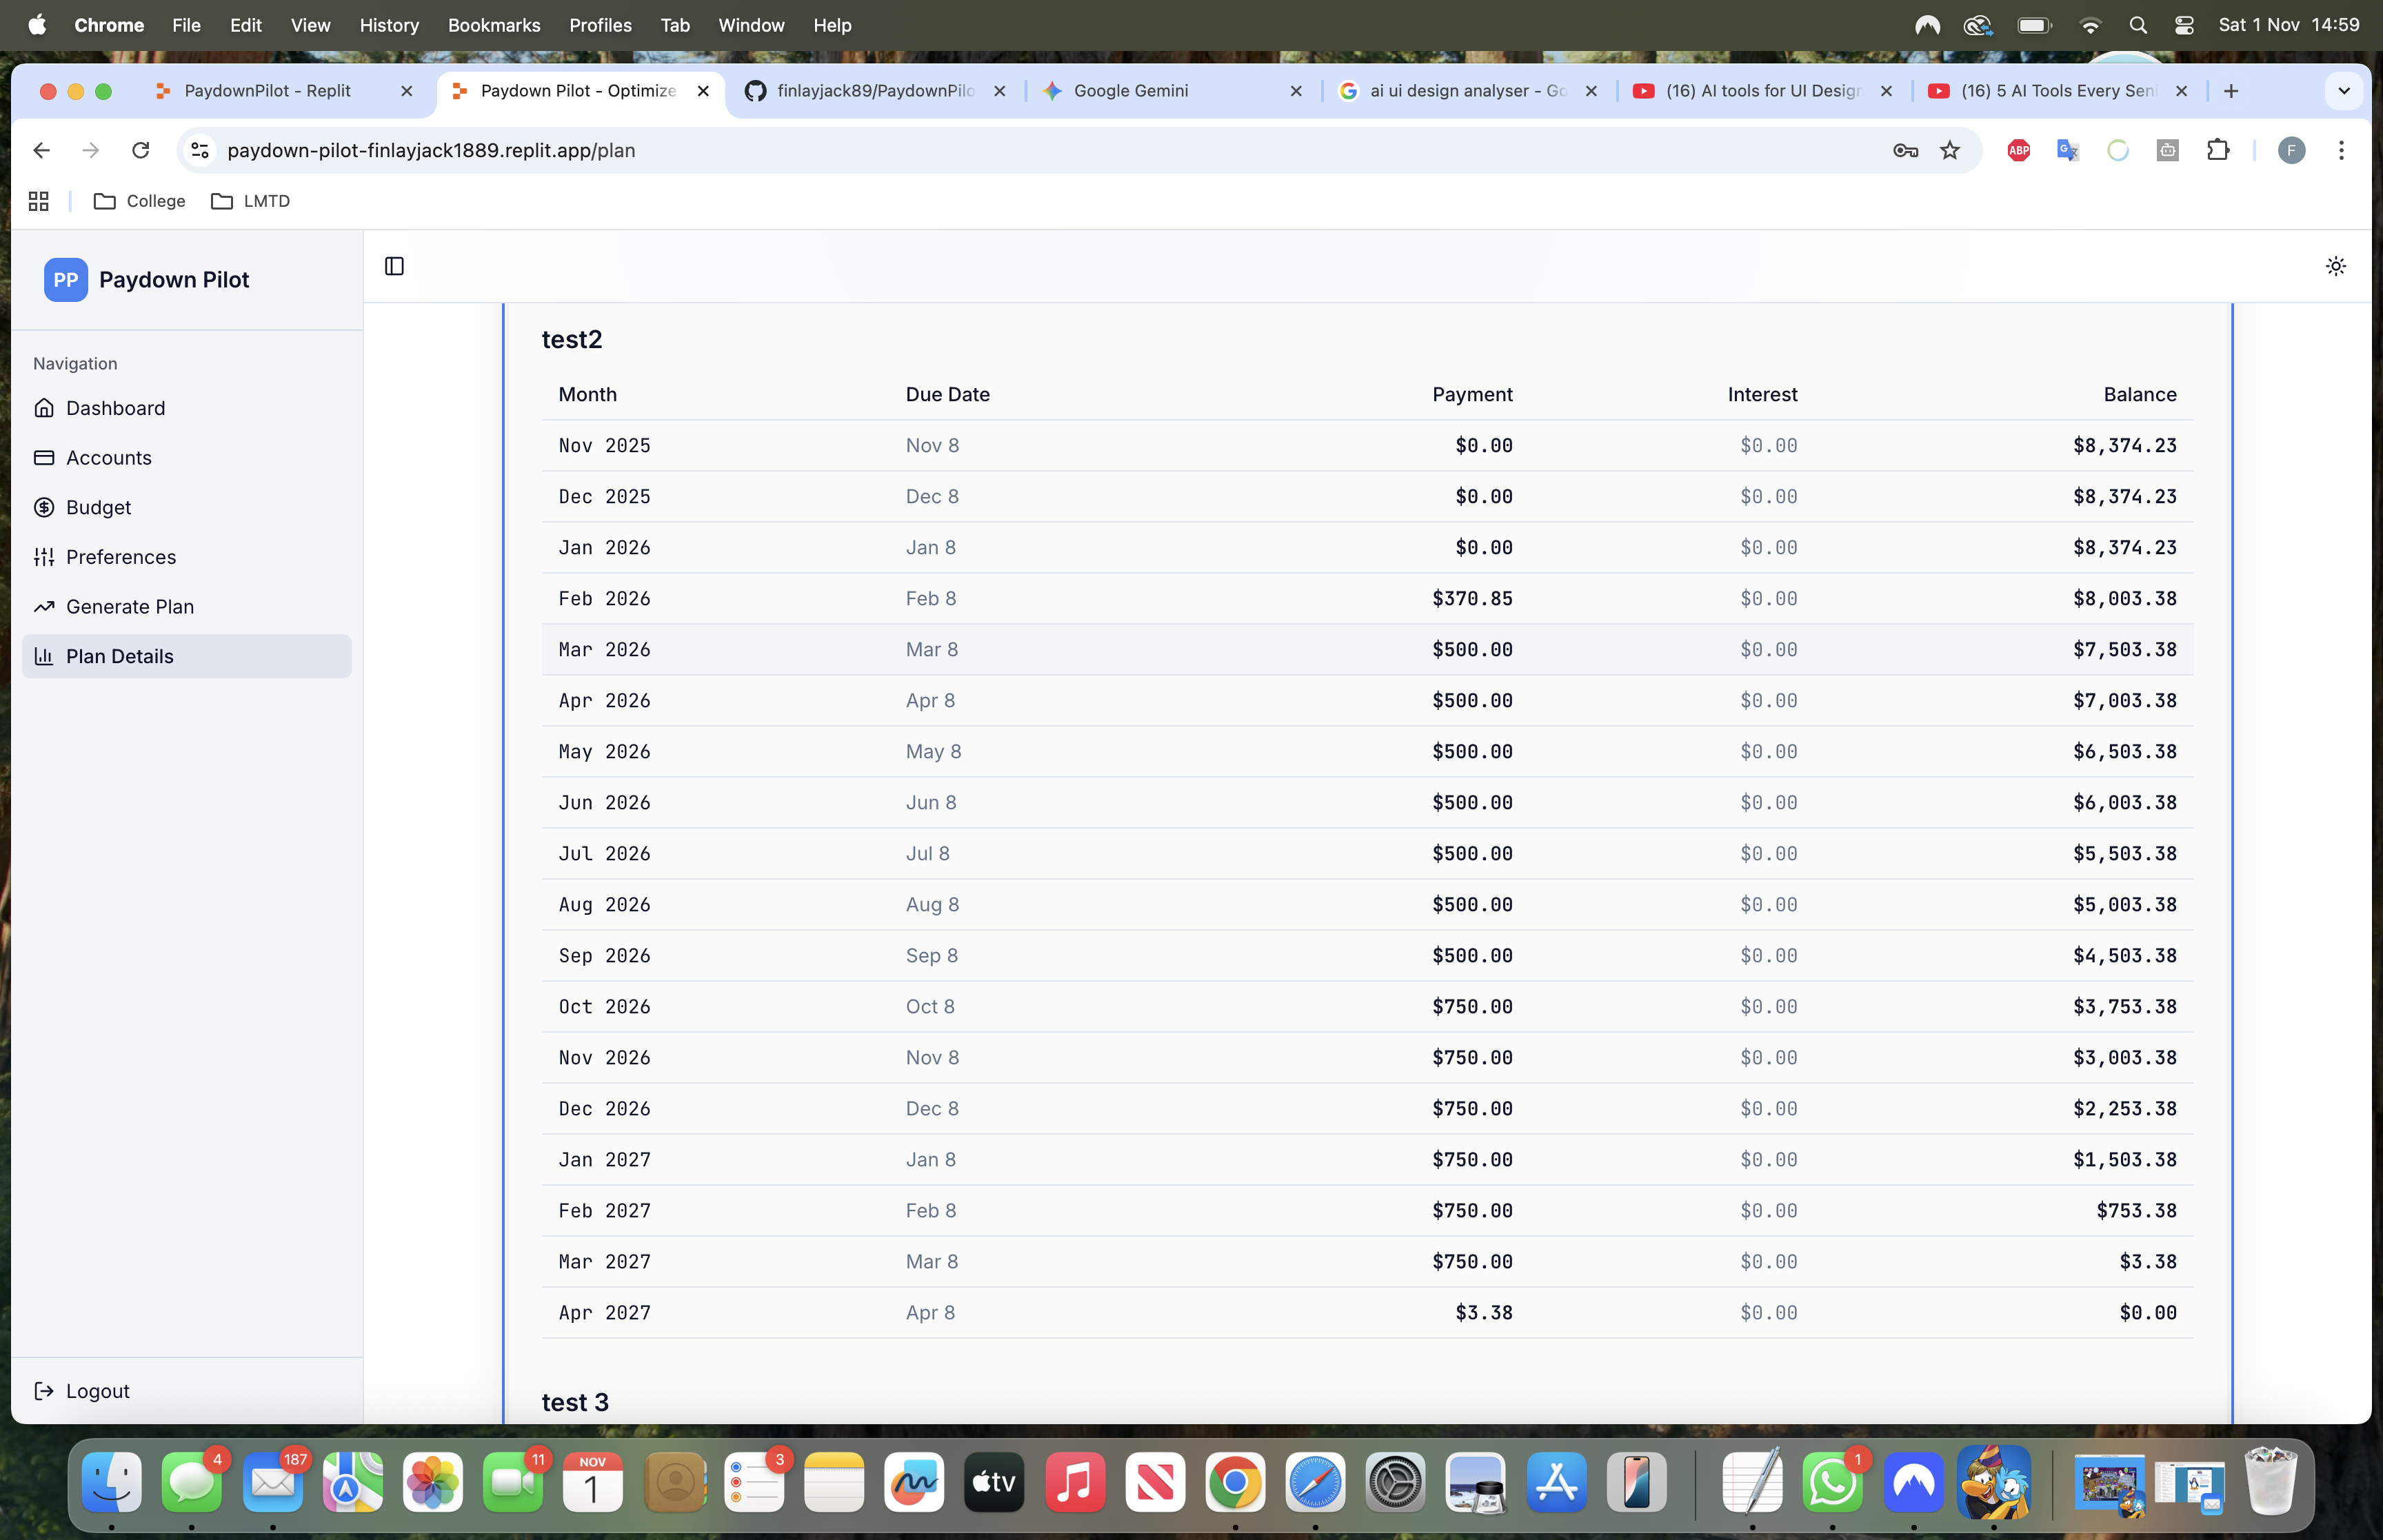 Chrome File Edit View History Bookmarks Profiles Tab Window Help Sat 1 Nov 14:59
PaydownPilot - Replit Paydown Pilot - Optimize finlayjack89/PaydownPilo Google Gemini ai ui design analyser - Go (16) AI tools for UI Design (16) 5 AI Tools Every Seni
paydown-pilot-finlayjack1889.replit.app/plan ABP F
College LMTD
PP Paydown Pilot
Navigation
Dashboard
Accounts
Budget
Preferences
Generate Plan
Plan Details
Logout
test2
Month Due Date Payment Interest Balance
Nov 2025 Nov 8 $0.00 $0.00 $8,374.23
Dec 2025 Dec 8 $0.00 $0.00 $8,374.23
Jan 2026 Jan 8 $0.00 $0.00 $8,374.23
Feb 2026 Feb 8 $370.85 $0.00 $8,003.38
Mar 2026 Mar 8 $500.00 $0.00 $7,503.38
Apr 2026 Apr 8 $500.00 $0.00 $7,003.38
May 2026 May 8 $500.00 $0.00 $6,503.38
Jun 2026 Jun 8 $500.00 $0.00 $6,003.38
Jul 2026 Jul 8 $500.00 $0.00 $5,503.38
Aug 2026 Aug 8 $500.00 $0.00 $5,003.38
Sep 2026 Sep 8 $500.00 $0.00 $4,503.38
Oct 2026 Oct 8 $750.00 $0.00 $3,753.38
Nov 2026 Nov 8 $750.00 $0.00 $3,003.38
Dec 2026 Dec 8 $750.00 $0.00 $2,253.38
Jan 2027 Jan 8 $750.00 $0.00 $1,503.38
Feb 2027 Feb 8 $750.00 $0.00 $753.38
Mar 2027 Mar 8 $750.00 $0.00 $3.38
Apr 2027 Apr 8 $3.38 $0.00 $0.00
test 3
4 187 11 NOV 1 3 tv 1